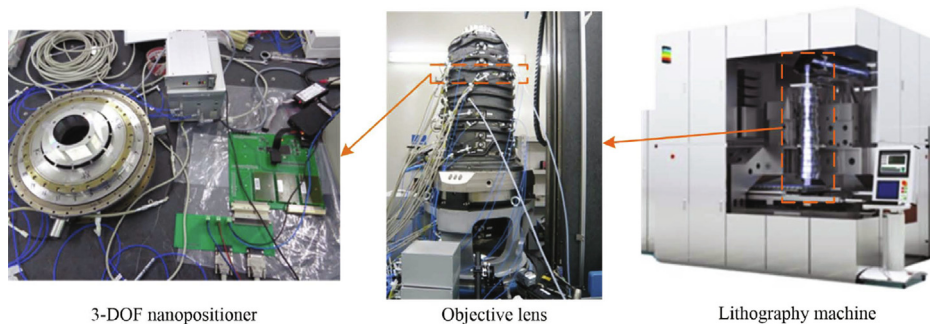 3-DOF nanopositioner
Objective lens
Lithography machine